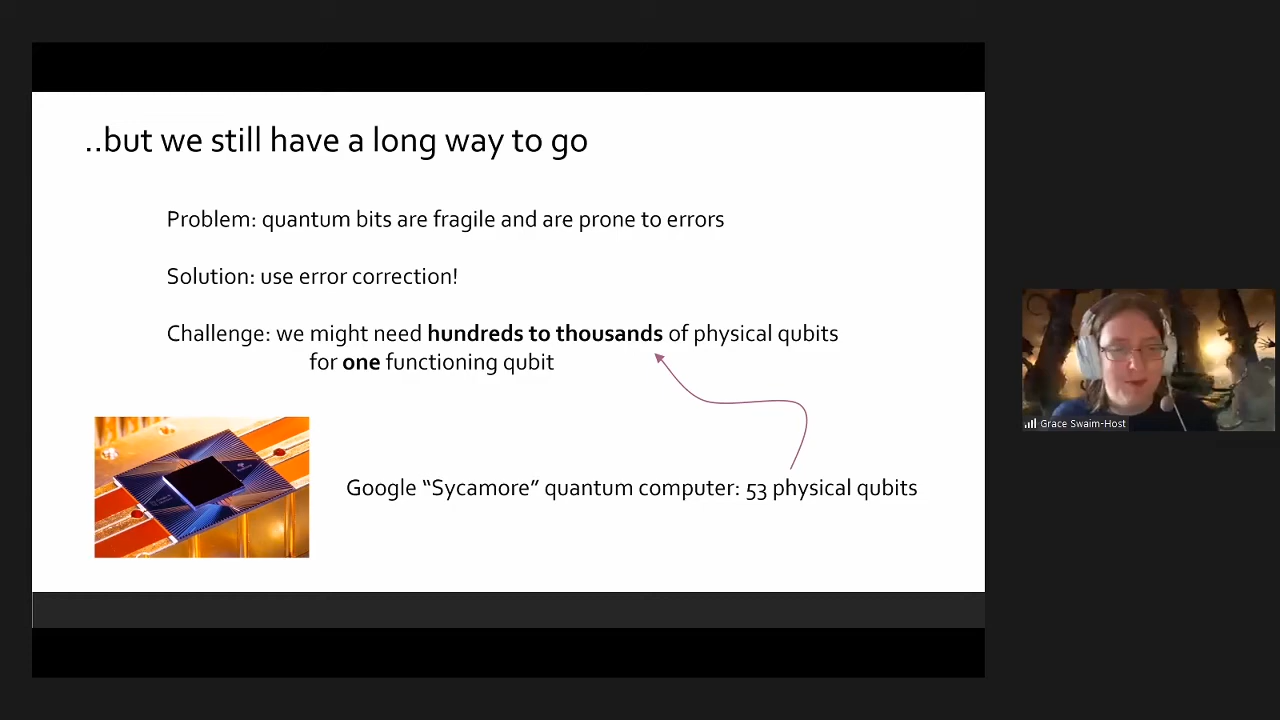 ..but we still have a long way to go
Problem: quantum bits are fragile and are prone to errors
Solution: use error correction!
Challenge: we might need hundreds to thousands of physical qubits
for one functioning qubit
Google “Sycamore” quantum computer: 53 physical qubits
Grace Swaim-Host